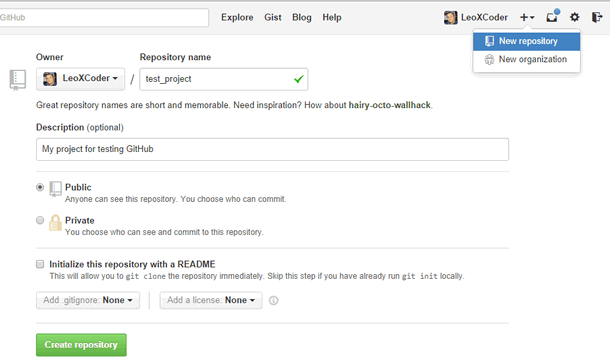 GitHub
Explore Gist Blog Help
LeoXCoder
New repository
New organization
Owner
Repository name
LeoXCoder / test_project
Great repository names are short and memorable. Need inspiration? How about hairy-octo-wallhack.
Description (optional)
My project for testing GitHub
Public
Anyone can see this repository. You choose who can commit.
Private
You choose who can see and commit to this repository.
Initialize this repository with a README
This will allow you to git clone the repository immediately. Skip this step if you have already run git init locally.
Add .gitignore: None
Add a license: None
Create repository